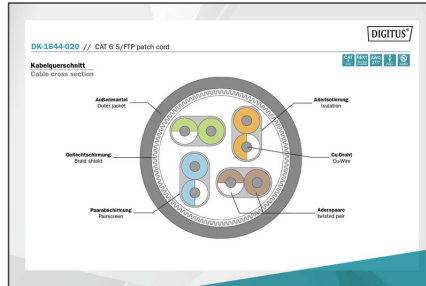 DIGITUS®
DK-1644-020 // CAT 6 S/FTP patch cord
Kabelquerschnitt
Cable cross section
Außenmantel
Outer jacket
Aderisolierung
Isolation
Geflechtschirmung
Braid shield
Cu-Draht
Cu-Wire
Paarabschirmung
Pairscreen
Adernpaare
twisted pair